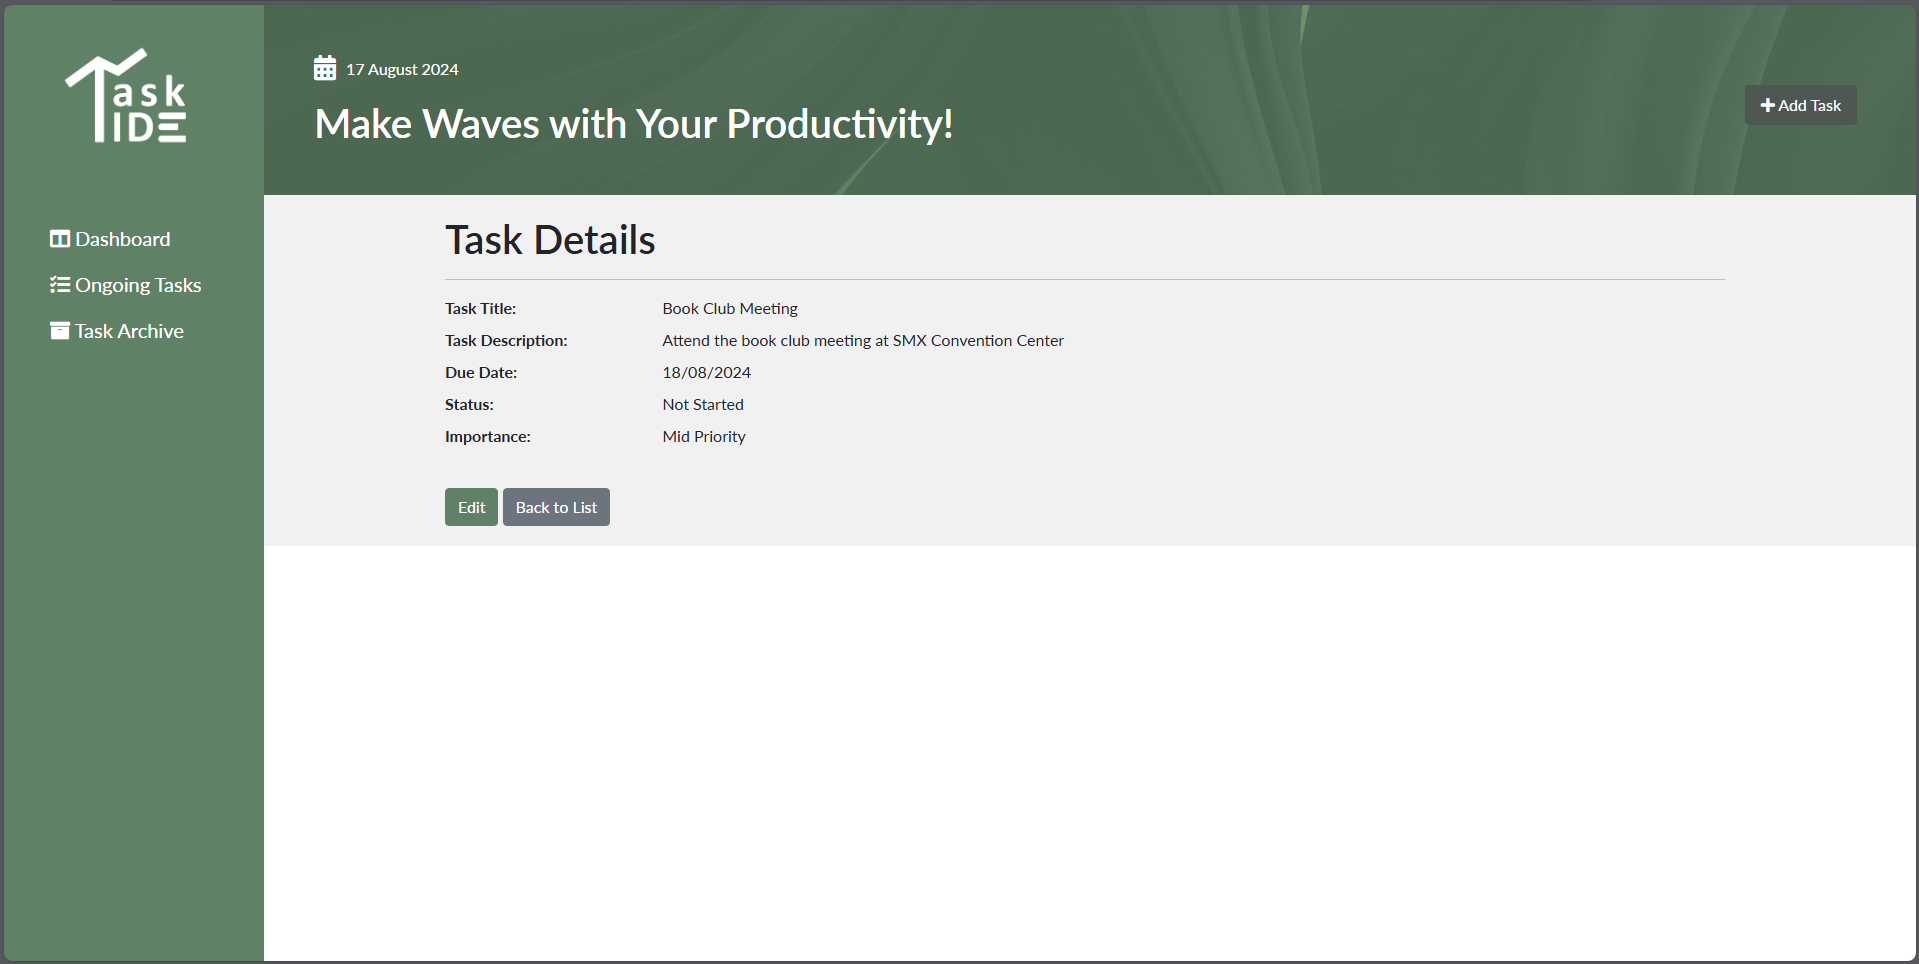 Task
TIDE
Dashboard
Ongoing Tasks
Task Archive
17 August 2024
Make Waves with Your Productivity!
Add Task
Task Details
Task Title: Book Club Meeting
Task Description: Attend the book club meeting at SMX Convention Center
Due Date: 18/08/2024
Status: Not Started
Importance: Mid Priority
Edit Back to List